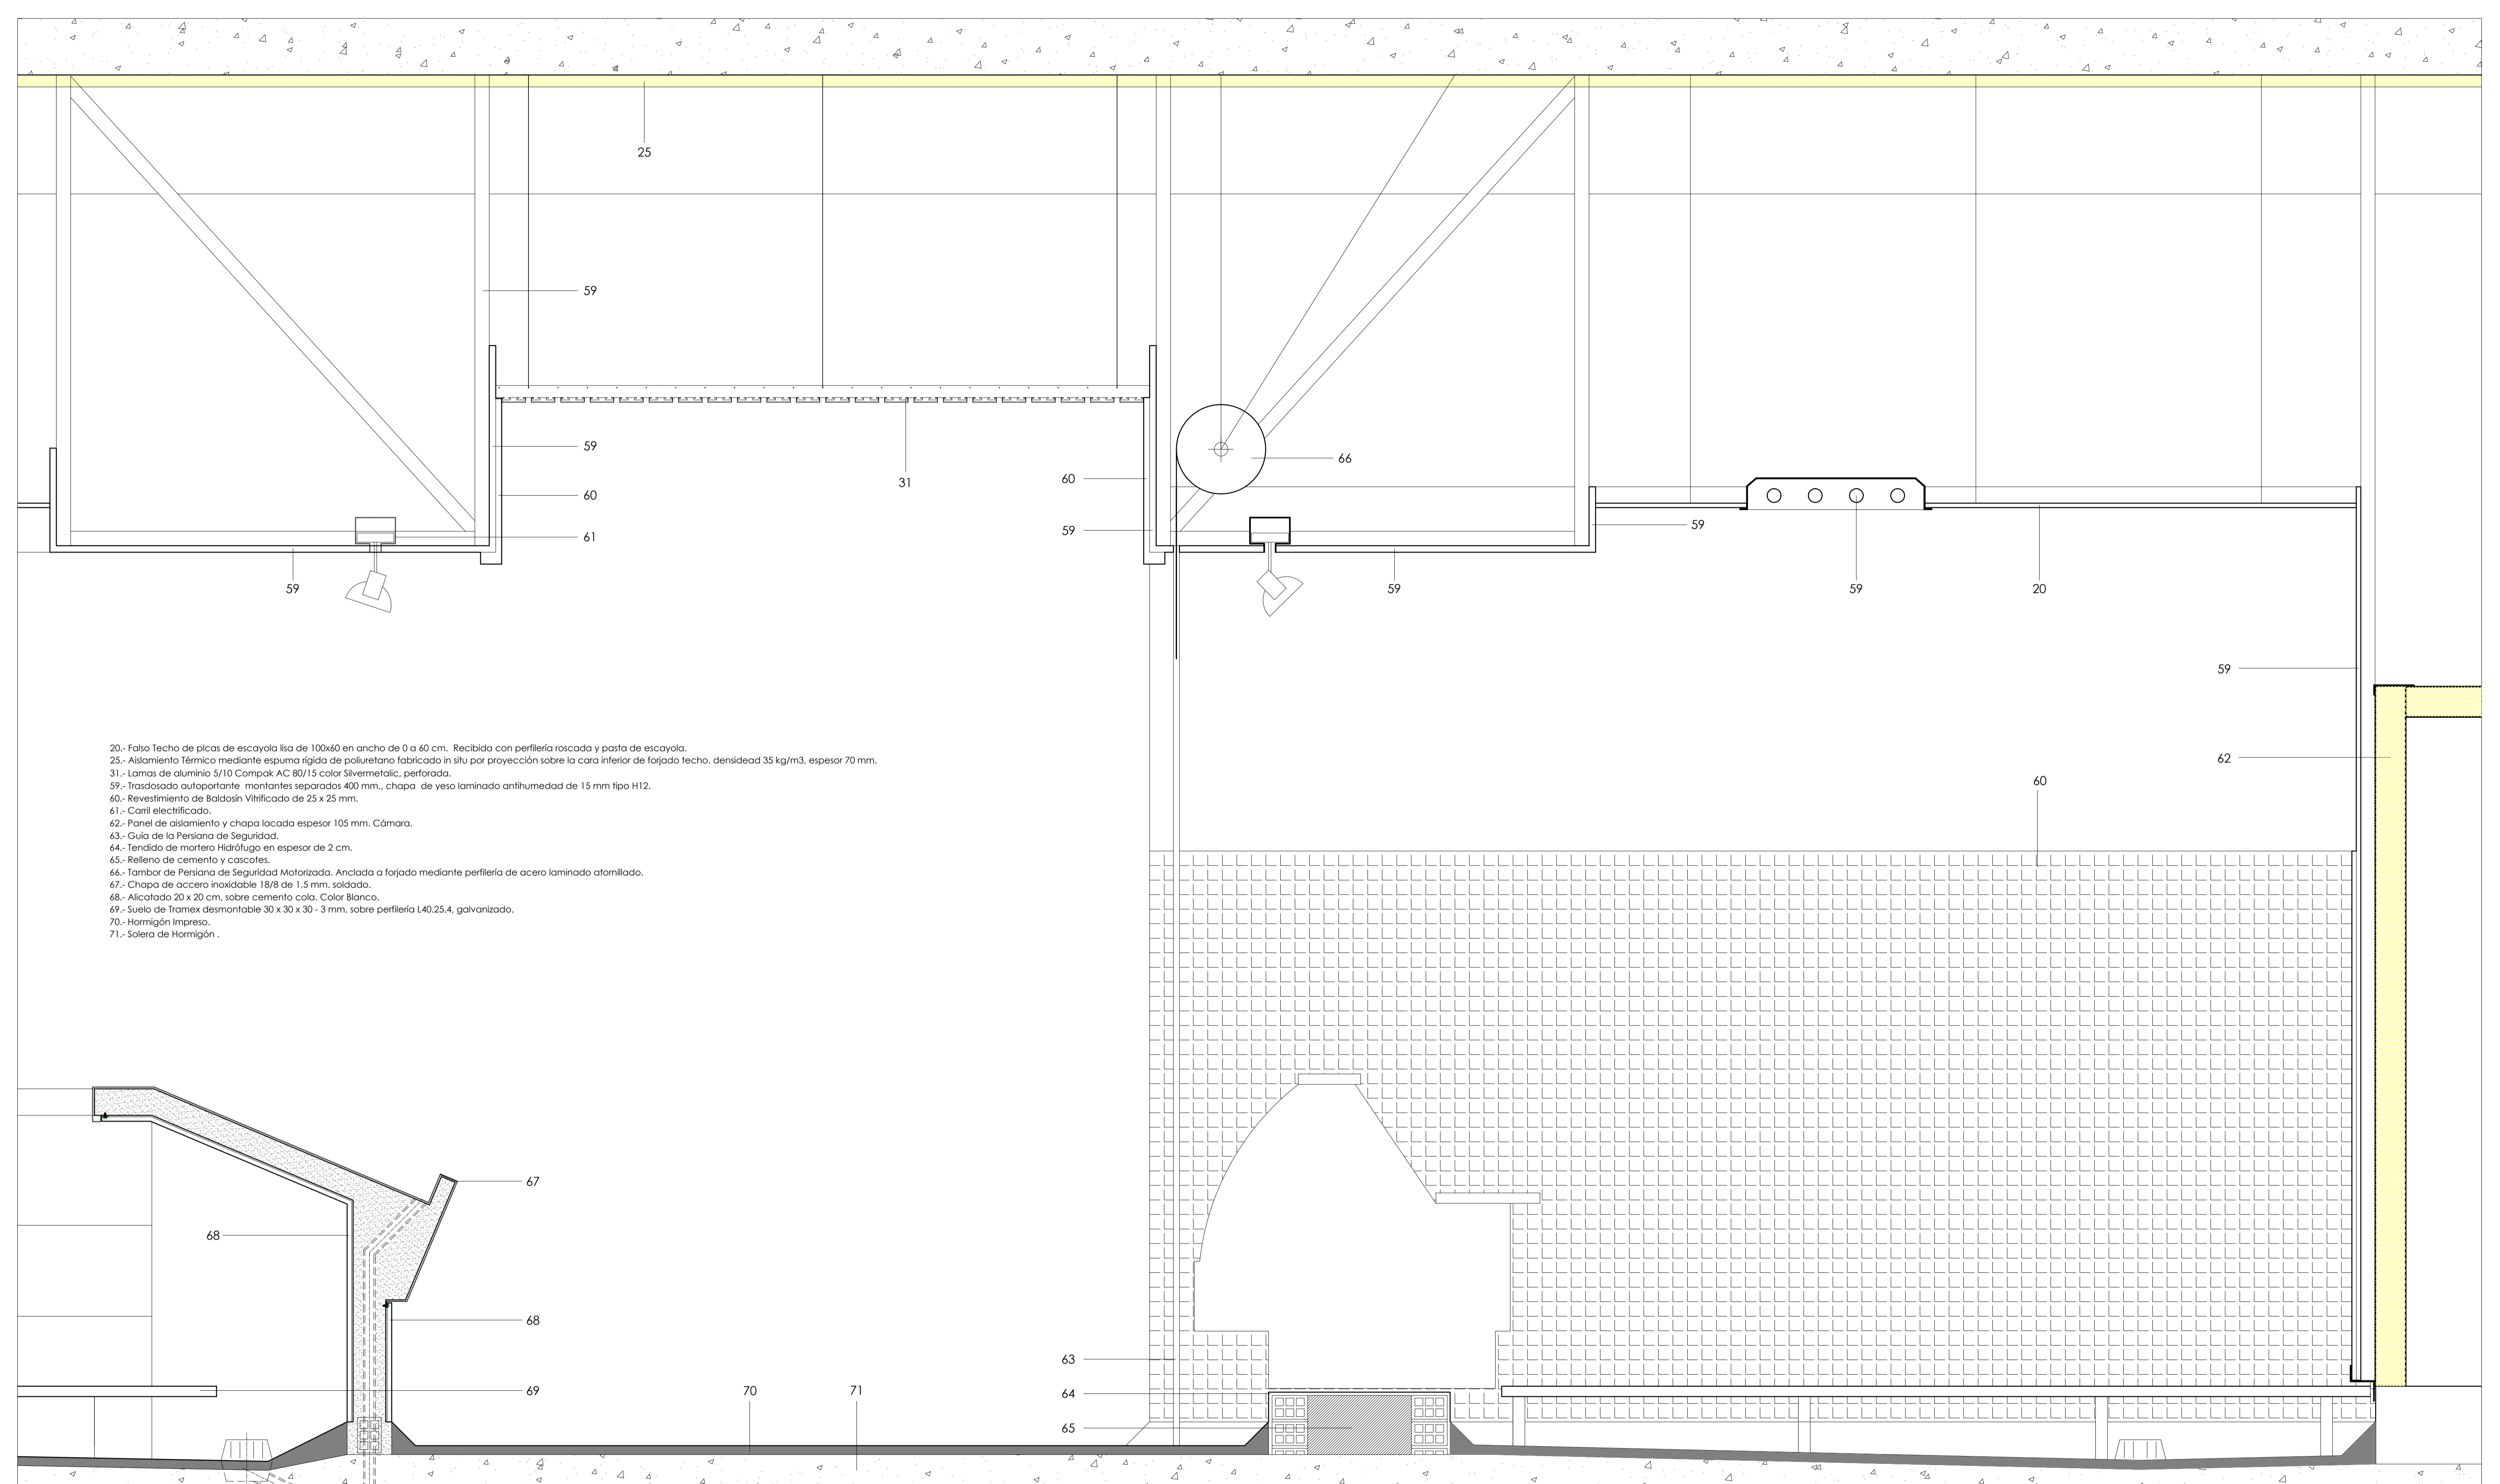 25
59
59
60
31
60
66
59
59
61
59
59
59
20
59
62
60
20.- Falso Techo de plcas de escayola lisa de 100x60 en ancho de 0 a 60 cm. Recibida con perfilería roscada y pasta de escayola.
25.- Aislamiento Térmico mediante espuma rígida de poliuretano fabricado in situ por proyección sobre la cara inferior de forjado techo. densidead 35 kg/m3, espesor 70 mm.
31.- Lamas de aluminio 5/10 Compak AC 80/15 color Silvermetalic, perforada.
59.- Trasdosado autoportante montantes separados 400 mm., chapa de yeso laminado antihumedad de 15 mm tipo H12.
60.- Revestimiento de Baldosín Vitrificado de 25 x 25 mm.
61.- Carril electrificado.
62.- Panel de aislamiento y chapa lacada espesor 105 mm. Cámara.
63.- Guía de la Persiana de Seguridad.
64.- Tendido de mortero Hidrófugo en espesor de 2 cm.
65.- Relleno de cemento y cascotes.
66.- Tambor de Persiana de Seguridad Motorizada. Anclada a forjado mediante perfilería de acero laminado atornillado.
67.- Chapa de accero inoxidable 18/8 de 1,5 mm. soldado.
68.- Alicatado 20 x 20 cm, sobre cemento cola. Color Blanco.
69.- Suelo de Tramex desmontable 30 x 30 x 30 - 3 mm, sobre perfilería L40.25.4, galvanizado.
70.- Hormigón Impreso.
71.- Solera de Hormigón .
67
68
68
63
69
70
71
64
65